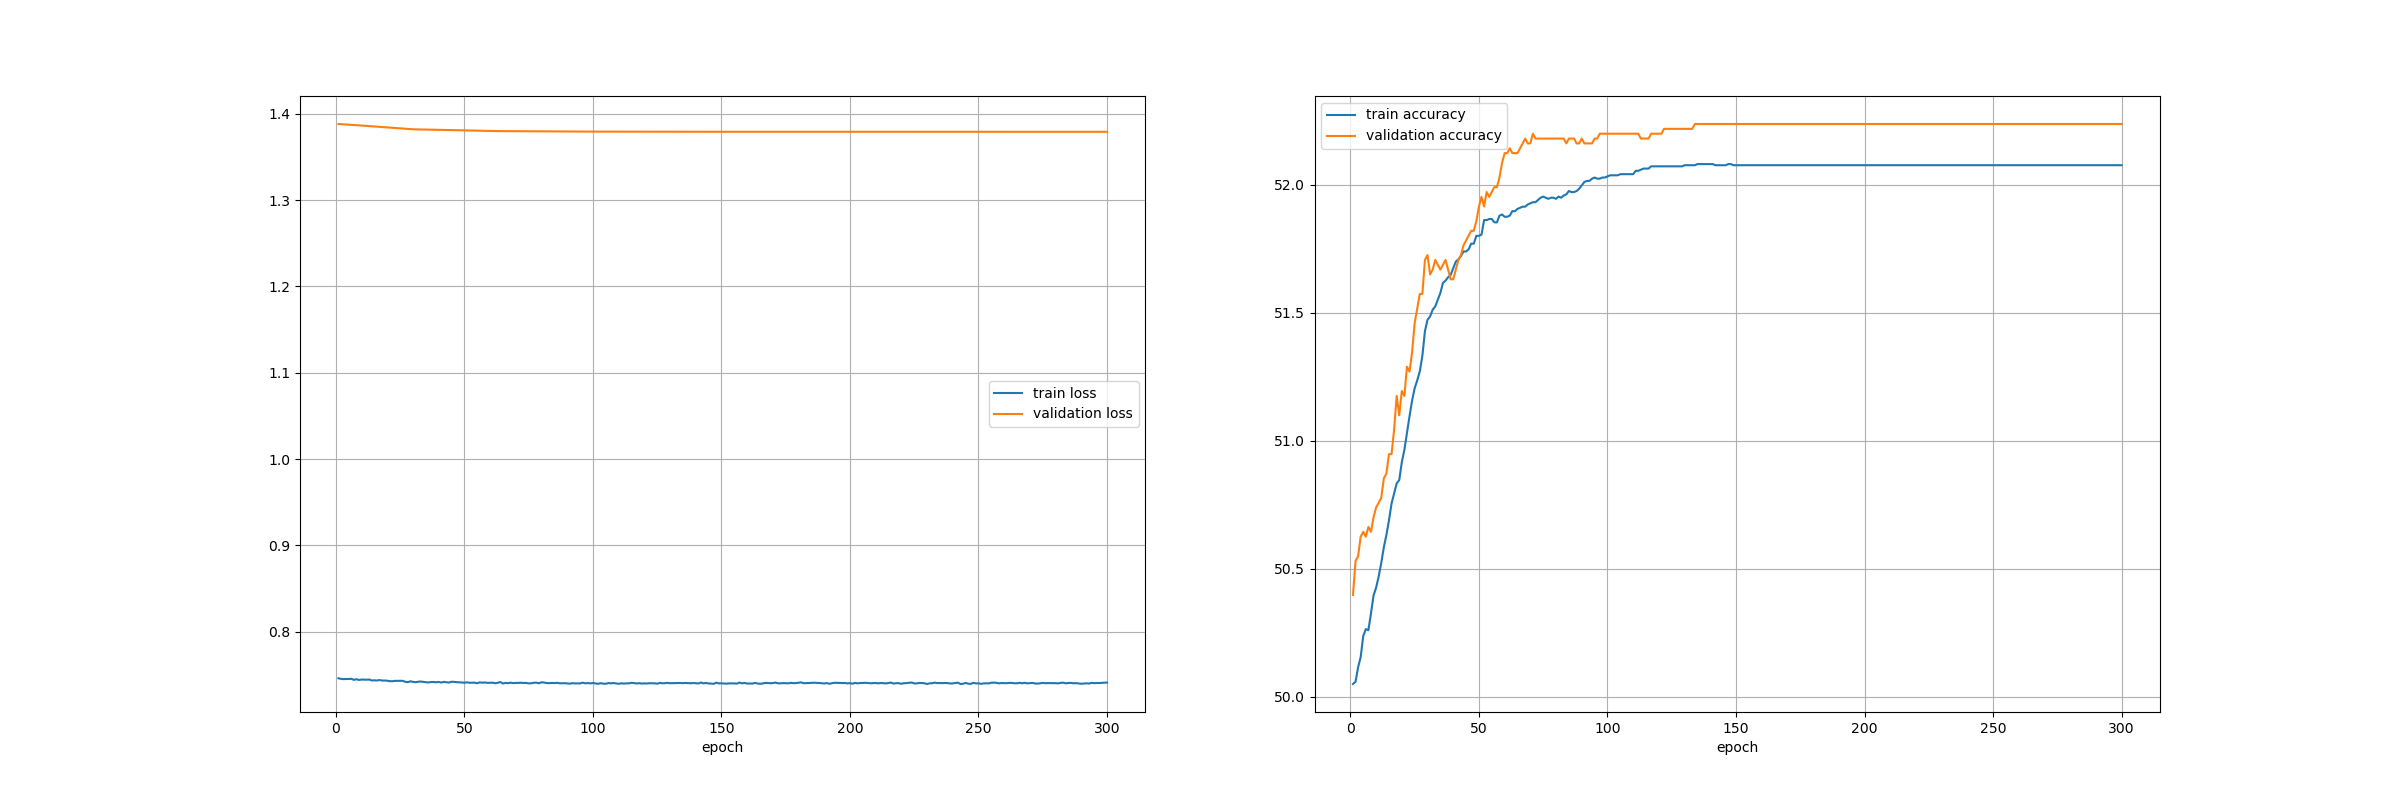 1.4
1.3
1.2
1.1
1.0
0.9
0.8
0 50 100 150 200 250 300
epoch
train loss
validation loss
52.0
51.5
51.0
50.5
50.0
0 50 100 150 200 250 300
epoch
train accuracy
validation accuracy